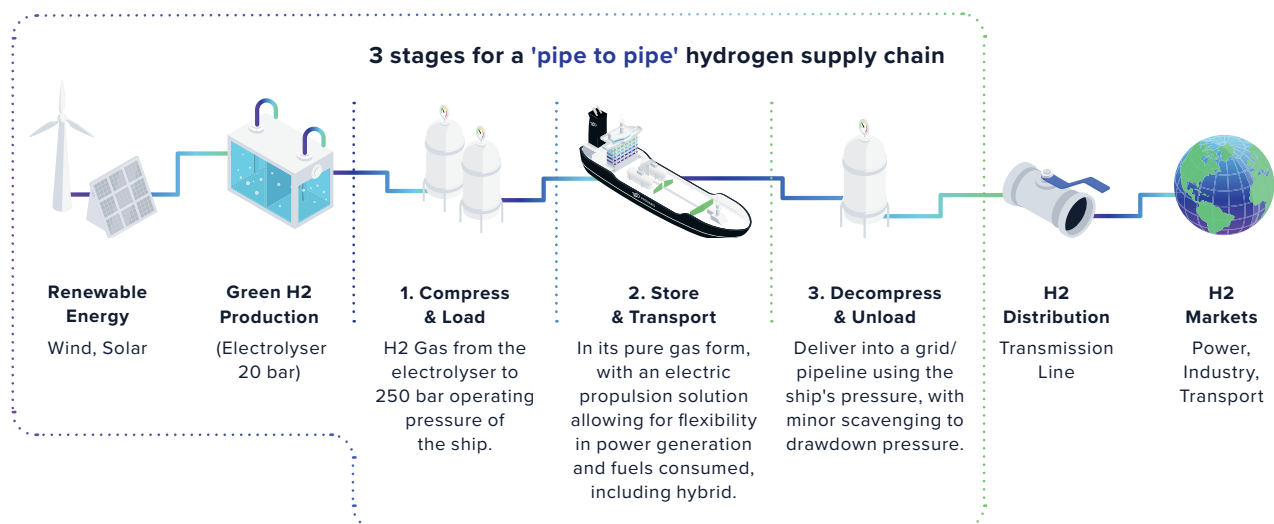 3 stages for a 'pipe to pipe' hydrogen supply chain
Renewable
Energy
Wind, Solar
Green H2
Production
(Electrolyser
20 bar)
1. Compress
& Load
H2 Gas from the
electrolyser to
250 bar operating
pressure of
the ship.
2. Store
& Transport
In its pure gas form,
with an electric
propulsion solution
allowing for flexibility
in power generation
and fuels consumed,
including hybrid.
3. Decompress
& Unload
Deliver into a grid/
pipeline using the
ship's pressure, with
minor scavenging to
drawdown pressure.
H2
Distribution
Transmission
Line
H2
Markets
Power,
Industry,
Transport